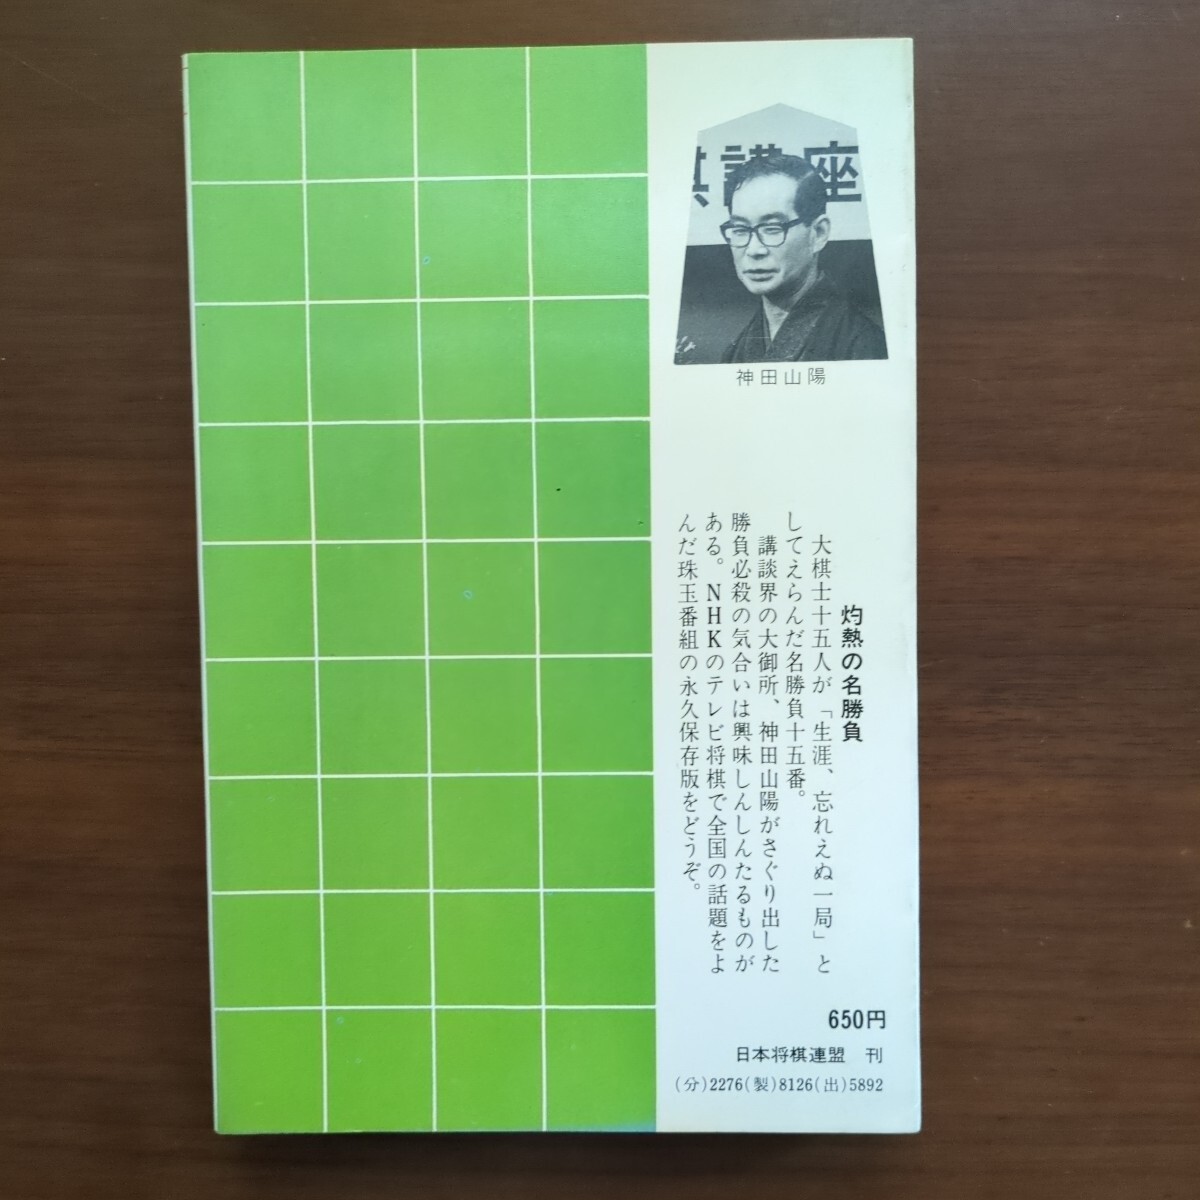 棋講座
神田山陽
灼熱の名勝負
大棋士十五人が「生涯、忘れえぬ一局」と
してえらんだ名勝負十五番。
講談界の大御所、神田山陽がさぐり出した
勝負必殺の気合いは興味しんしんたるものが
ある。NHKのテレビ将棋で全国の話題をよ
んだ珠玉番組の永久保存版をどうぞ。
650円
日本将棋連盟　刊
(分)2276(製)8126(出)5892